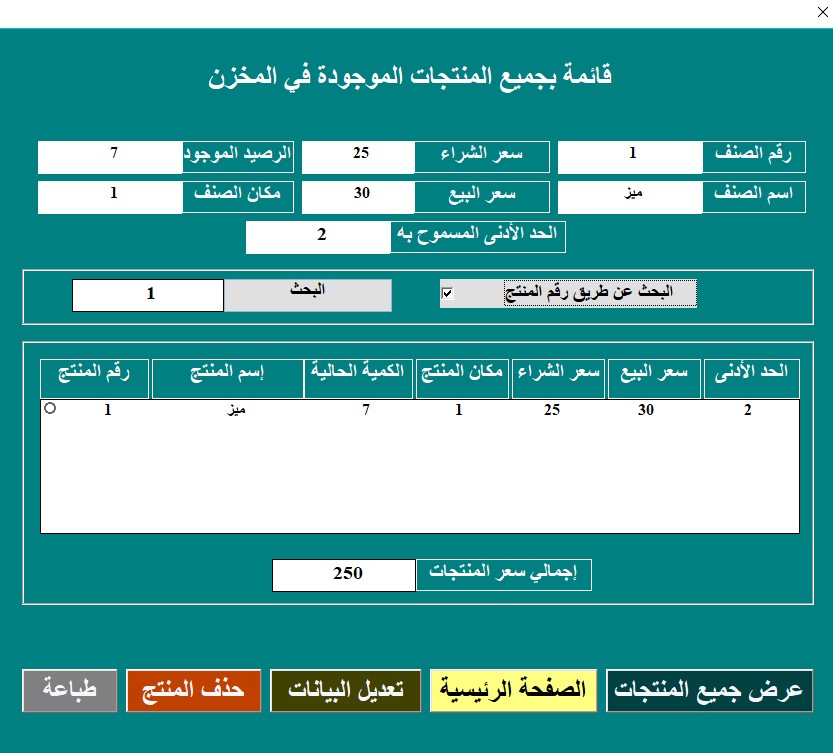 قائمة بجميع المنتجات الموجودة في المخزن
رقم الصنف 1 سعر الشراء 25 الرصيد الموجود 7
اسم الصنف ميز سعر البيع 30 مكان الصنف 1
الحد الأدنى المسموح به 2
البحث عن طريق رقم المنتج البحث 1
الحد الأدنى سعر البيع سعر الشراء مكان المنتج الكمية الحالية إسم المنتج رقم المنتج
2 30 25 1 7 ميز 1
إجمالي سعر المنتجات 250
عرض جميع المنتجات الصفحة الرئيسية تعديل البيانات حذف المنتج طباعة